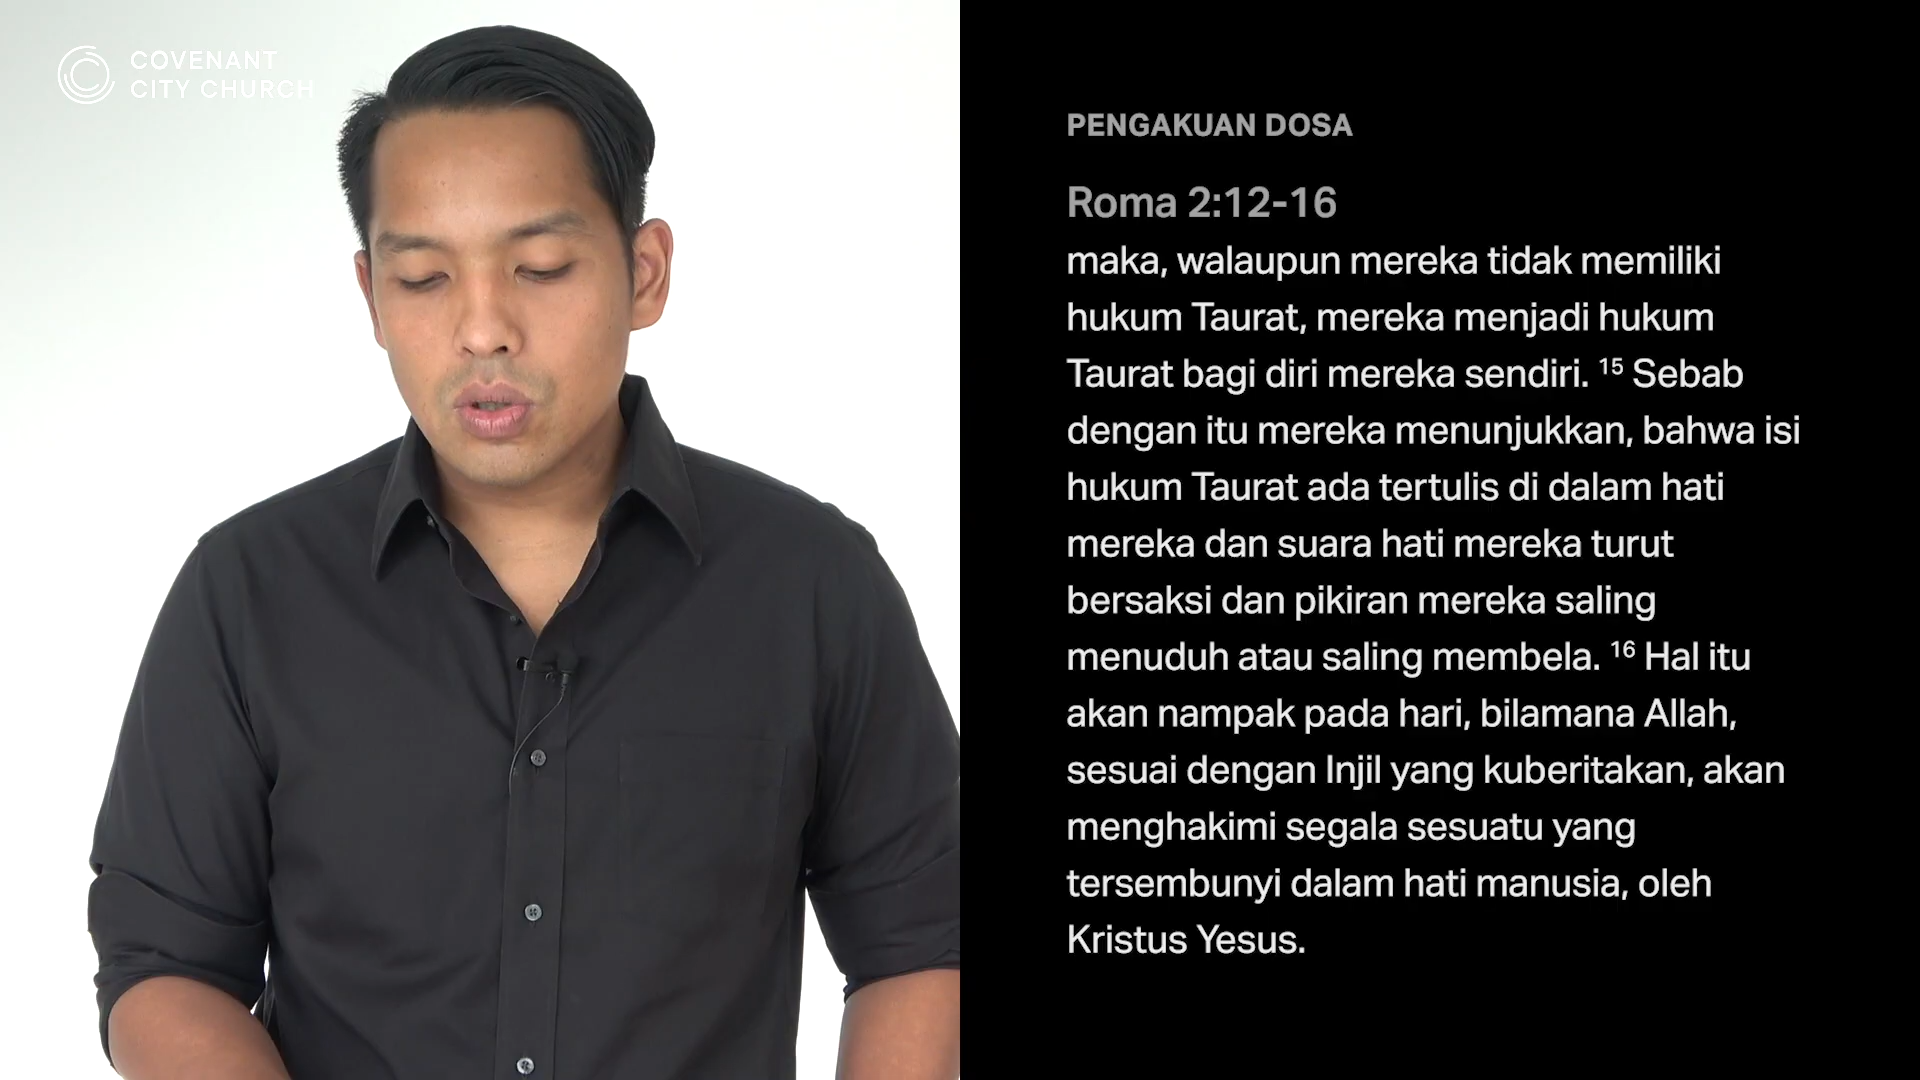 COVENANT
CITY CHURCH
PENGAKUAN DOSA
Roma 2:12-16
maka, walaupun mereka tidak memiliki
hukum Taurat, mereka menjadi hukum
Taurat bagi diri mereka sendiri. ¹⁵ Sebab
dengan itu mereka menunjukkan, bahwa isi
hukum Taurat ada tertulis di dalam hati
mereka dan suara hati mereka turut
bersaksi dan pikiran mereka saling
menuduh atau saling membela. ¹⁶ Hal itu
akan nampak pada hari, bilamana Allah,
sesuai dengan Injil yang kuberitakan, akan
menghakimi segala sesuatu yang
tersembunyi dalam hati manusia, oleh
Kristus Yesus.